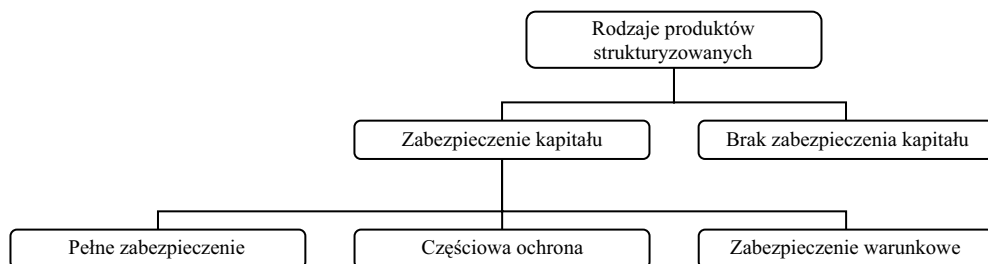 Rodzaje produktów
strukturyzowanych
Zabezpieczenie kapitału
Brak zabezpieczenia kapitału
Pełne zabezpieczenie
Częściowa ochrona
Zabezpieczenie warunkowe